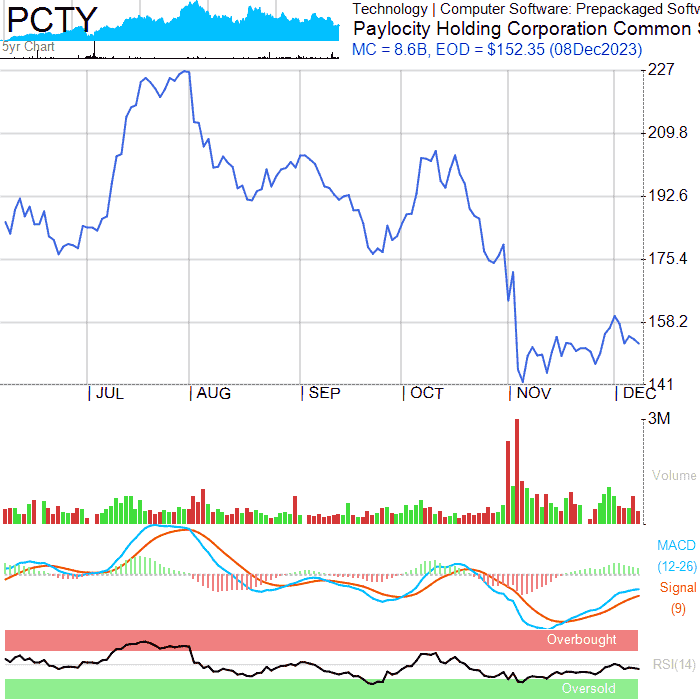 PCTY
5yr Chart
Technology | Computer Software: Prepackaged Softw
Paylocity Holding Corporation Common S
MC = 8.6B, EOD = $152.35 (08Dec2023)
227
209.8
192.6
175.4
158.2
141
JUL AUG SEP OCT NOV DEC
3M
Volume
MACD
(12-26)
Signal
(9)
Overbought
RSI(14)
Oversold